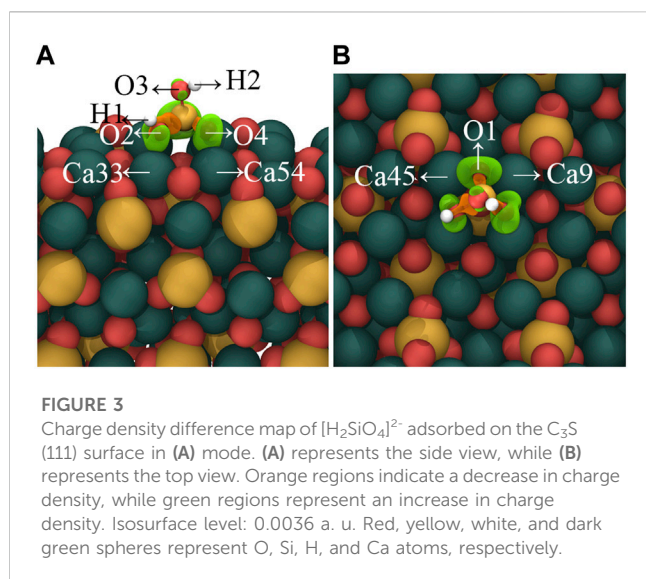 A
B
O3
H2
H1
O2
O4
Ca33
Ca54
O1
Ca45
Ca9
FIGURE 3
Charge density difference map of [H₂SiO₄]²⁻ adsorbed on the C₃S
(111) surface in (A) mode. (A) represents the side view, while (B)
represents the top view. Orange regions indicate a decrease in charge
density, while green regions represent an increase in charge
density. Isosurface level: 0.0036 a. u. Red, yellow, white, and dark
green spheres represent O, Si, H, and Ca atoms, respectively.